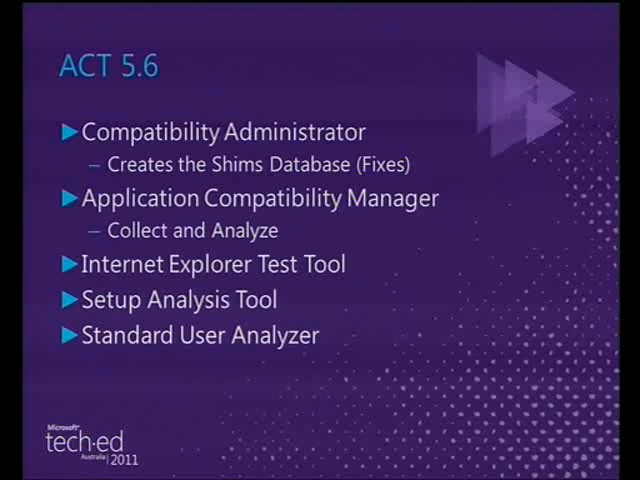 ACT 5.6
Compatibility Administrator
– Creates the Shims Database (Fixes)
Application Compatibility Manager
– Collect and Analyze
Internet Explorer Test Tool
Setup Analysis Tool
Standard User Analyzer
Microsoft®
tech·ed
Australia | 2011